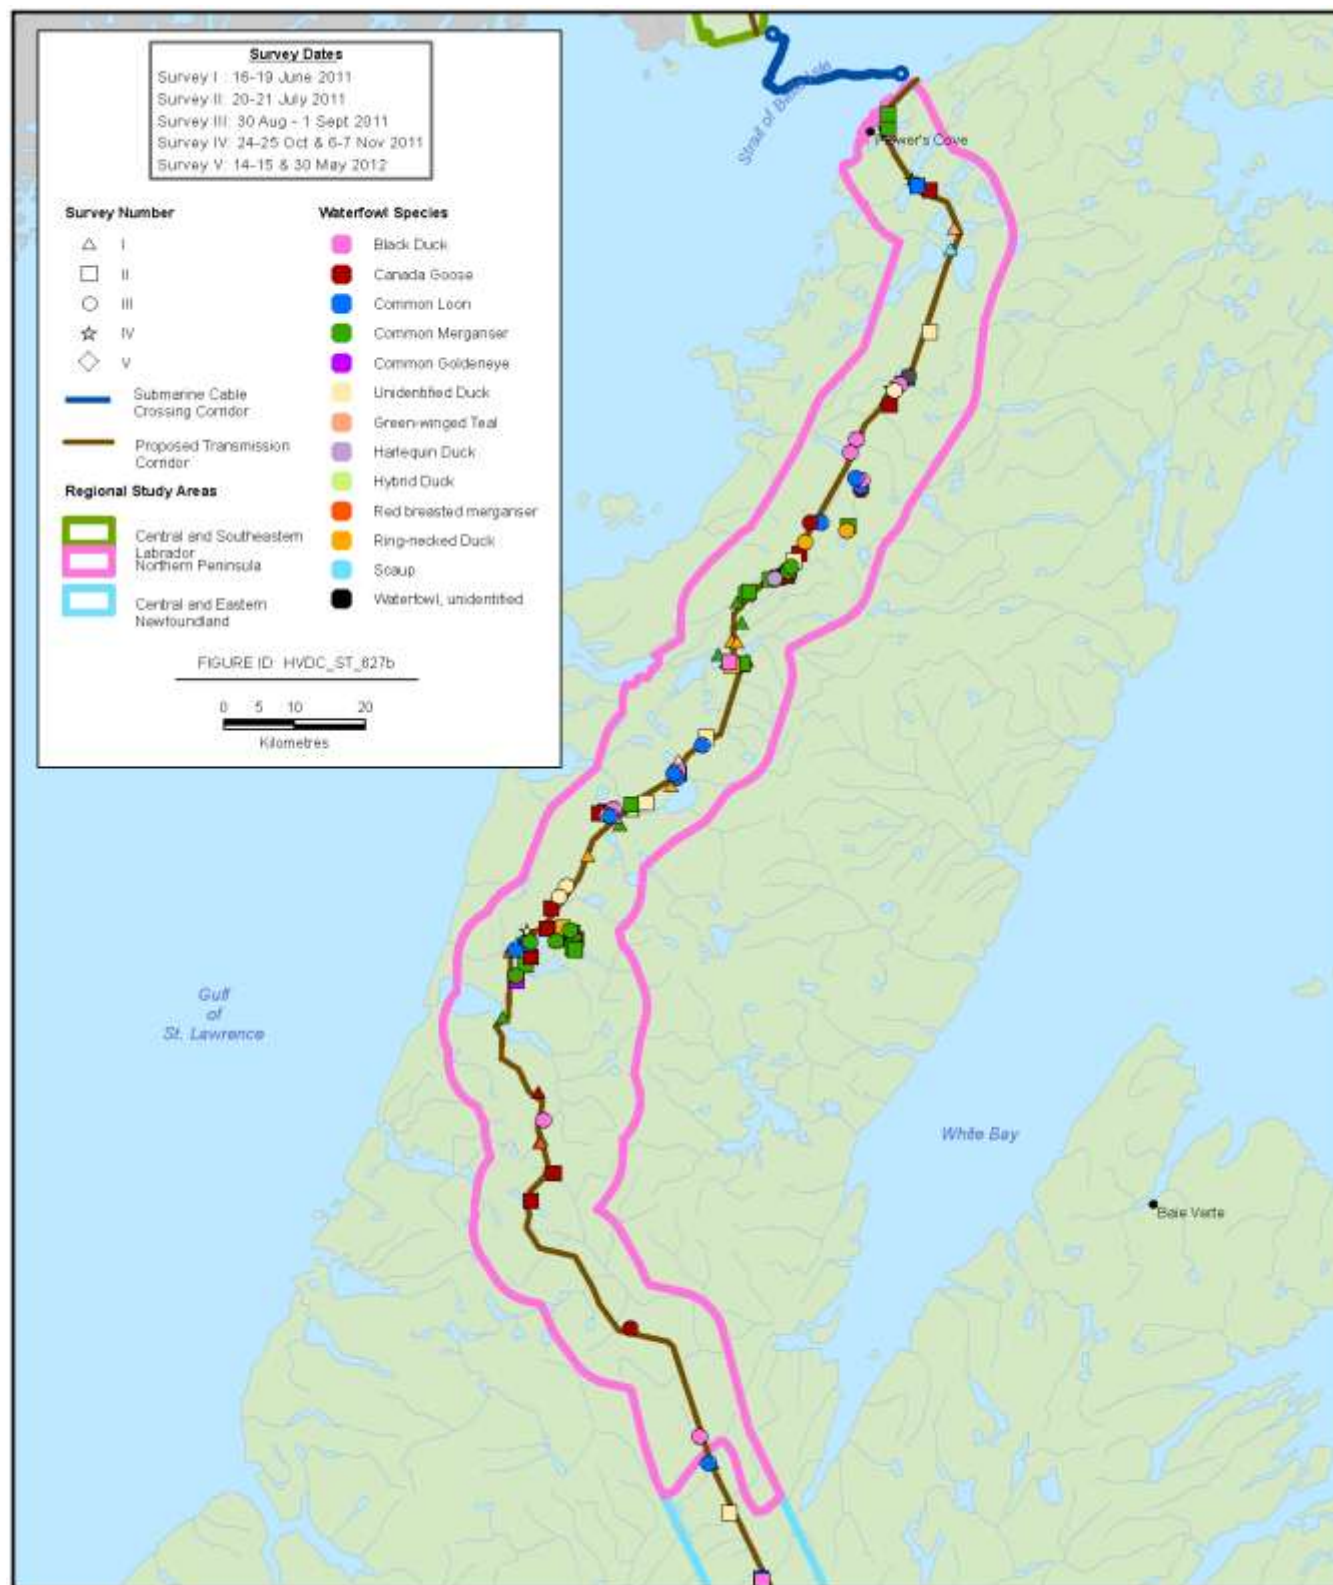 Survey Dates
Survey I : 16-19 June 2011
Survey II: 20-21 July 2011
Survey III: 30 Aug - 1 Sept 2011
Survey IV: 24-25 Oct & 6-7 Nov 2011
Survey V: 14-15 & 30 May 2012
Survey Number
I
II
III
IV
V
Submarine Cable
Crossing Corridor
Proposed Transmission
Corridor
Regional Study Areas
Central and Southeastern
Labrador
Northern Peninsula
Central and Eastern
Newfoundland
Waterfowl Species
Black Duck
Canada Goose
Common Loon
Common Merganser
Common Goldeneye
Unidentified Duck
Green-winged Teal
Harlequin Duck
Hybrid Duck
Red breasted merganser
Ring-necked Duck
Scaup
Waterfowl, unidentified
FIGURE ID: HVDC_ST_627b
0 5 10 20
Kilometres
Strait of Belle Isle
Flower's Cove
Gulf
of
St. Lawrence
White Bay
Baie Verte